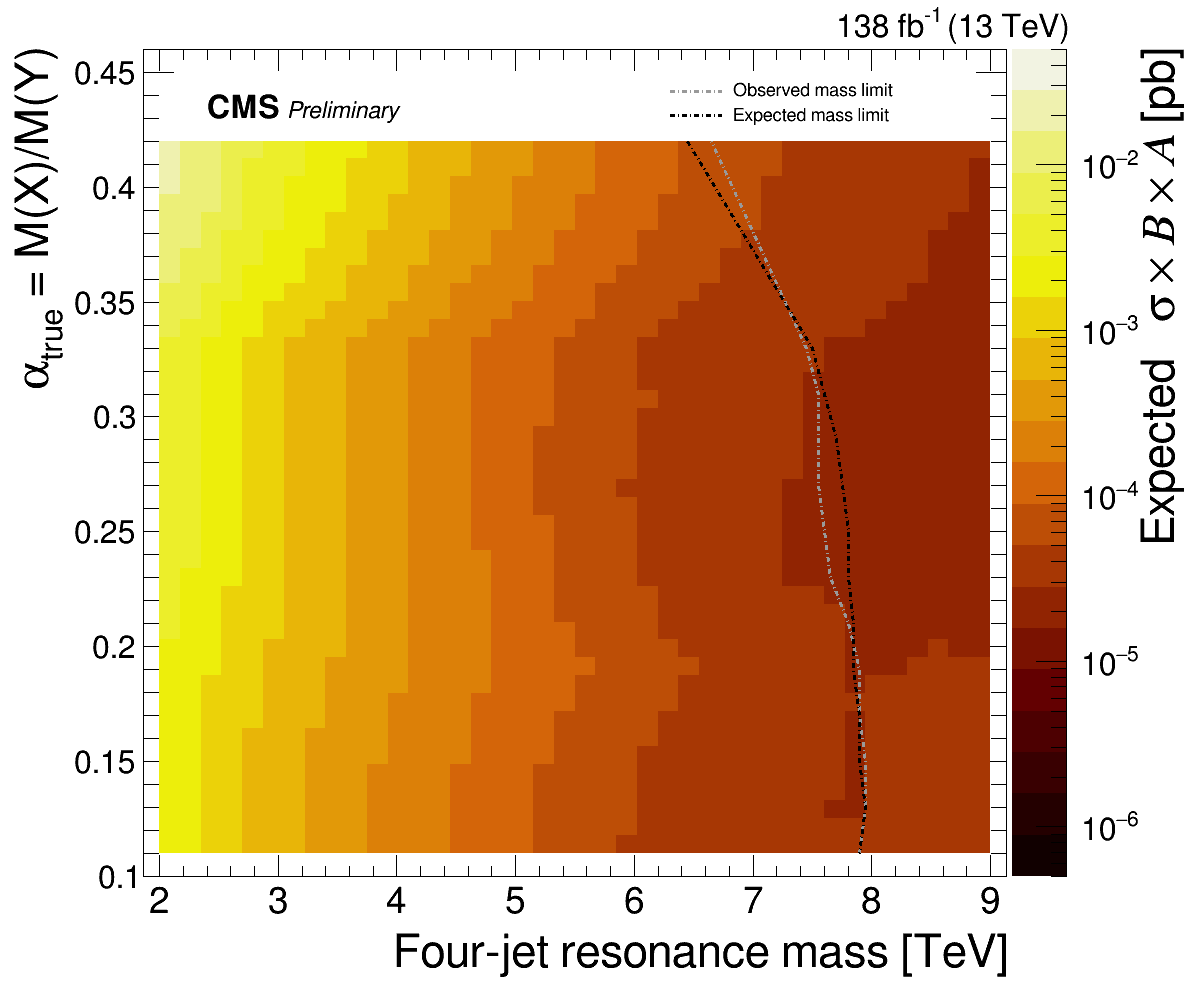 138 fb⁻¹ (13 TeV)
CMS Preliminary
Observed mass limit
Expected mass limit
α_true = M(X)/M(Y)
0.45
0.4
0.35
0.3
0.25
0.2
0.15
0.1
2 3 4 5 6 7 8 9
Four-jet resonance mass [TeV]
10⁻²
10⁻³
10⁻⁴
10⁻⁵
10⁻⁶
Expected σ × B × A [pb]